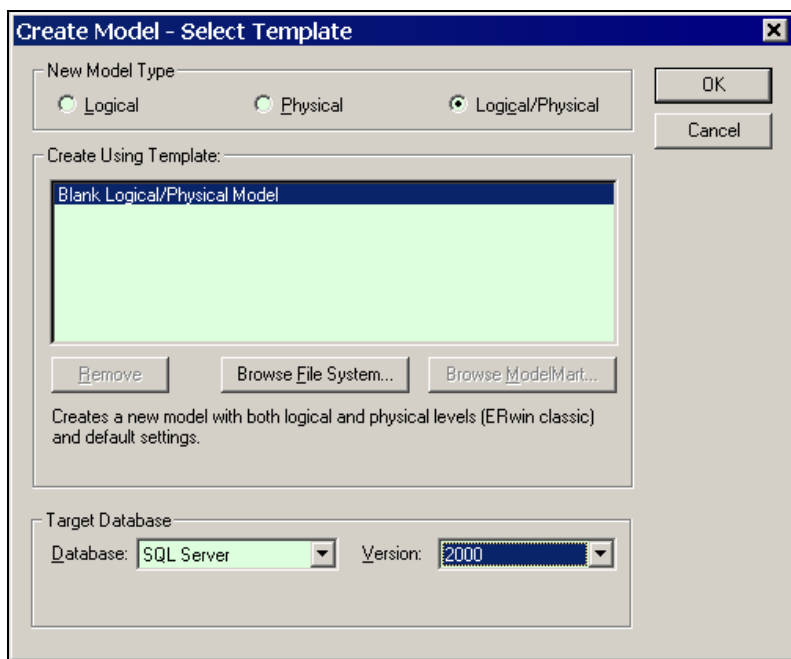 Create Model - Select Template
New Model Type
Logical
Physical
Logical/Physical
OK
Cancel
Create Using Template:
Blank Logical/Physical Model
Remove
Browse File System...
Browse ModelMart...
Creates a new model with both logical and physical levels (ERwin classic)
and default settings.
Target Database
Database: SQL Server
Version: 2000